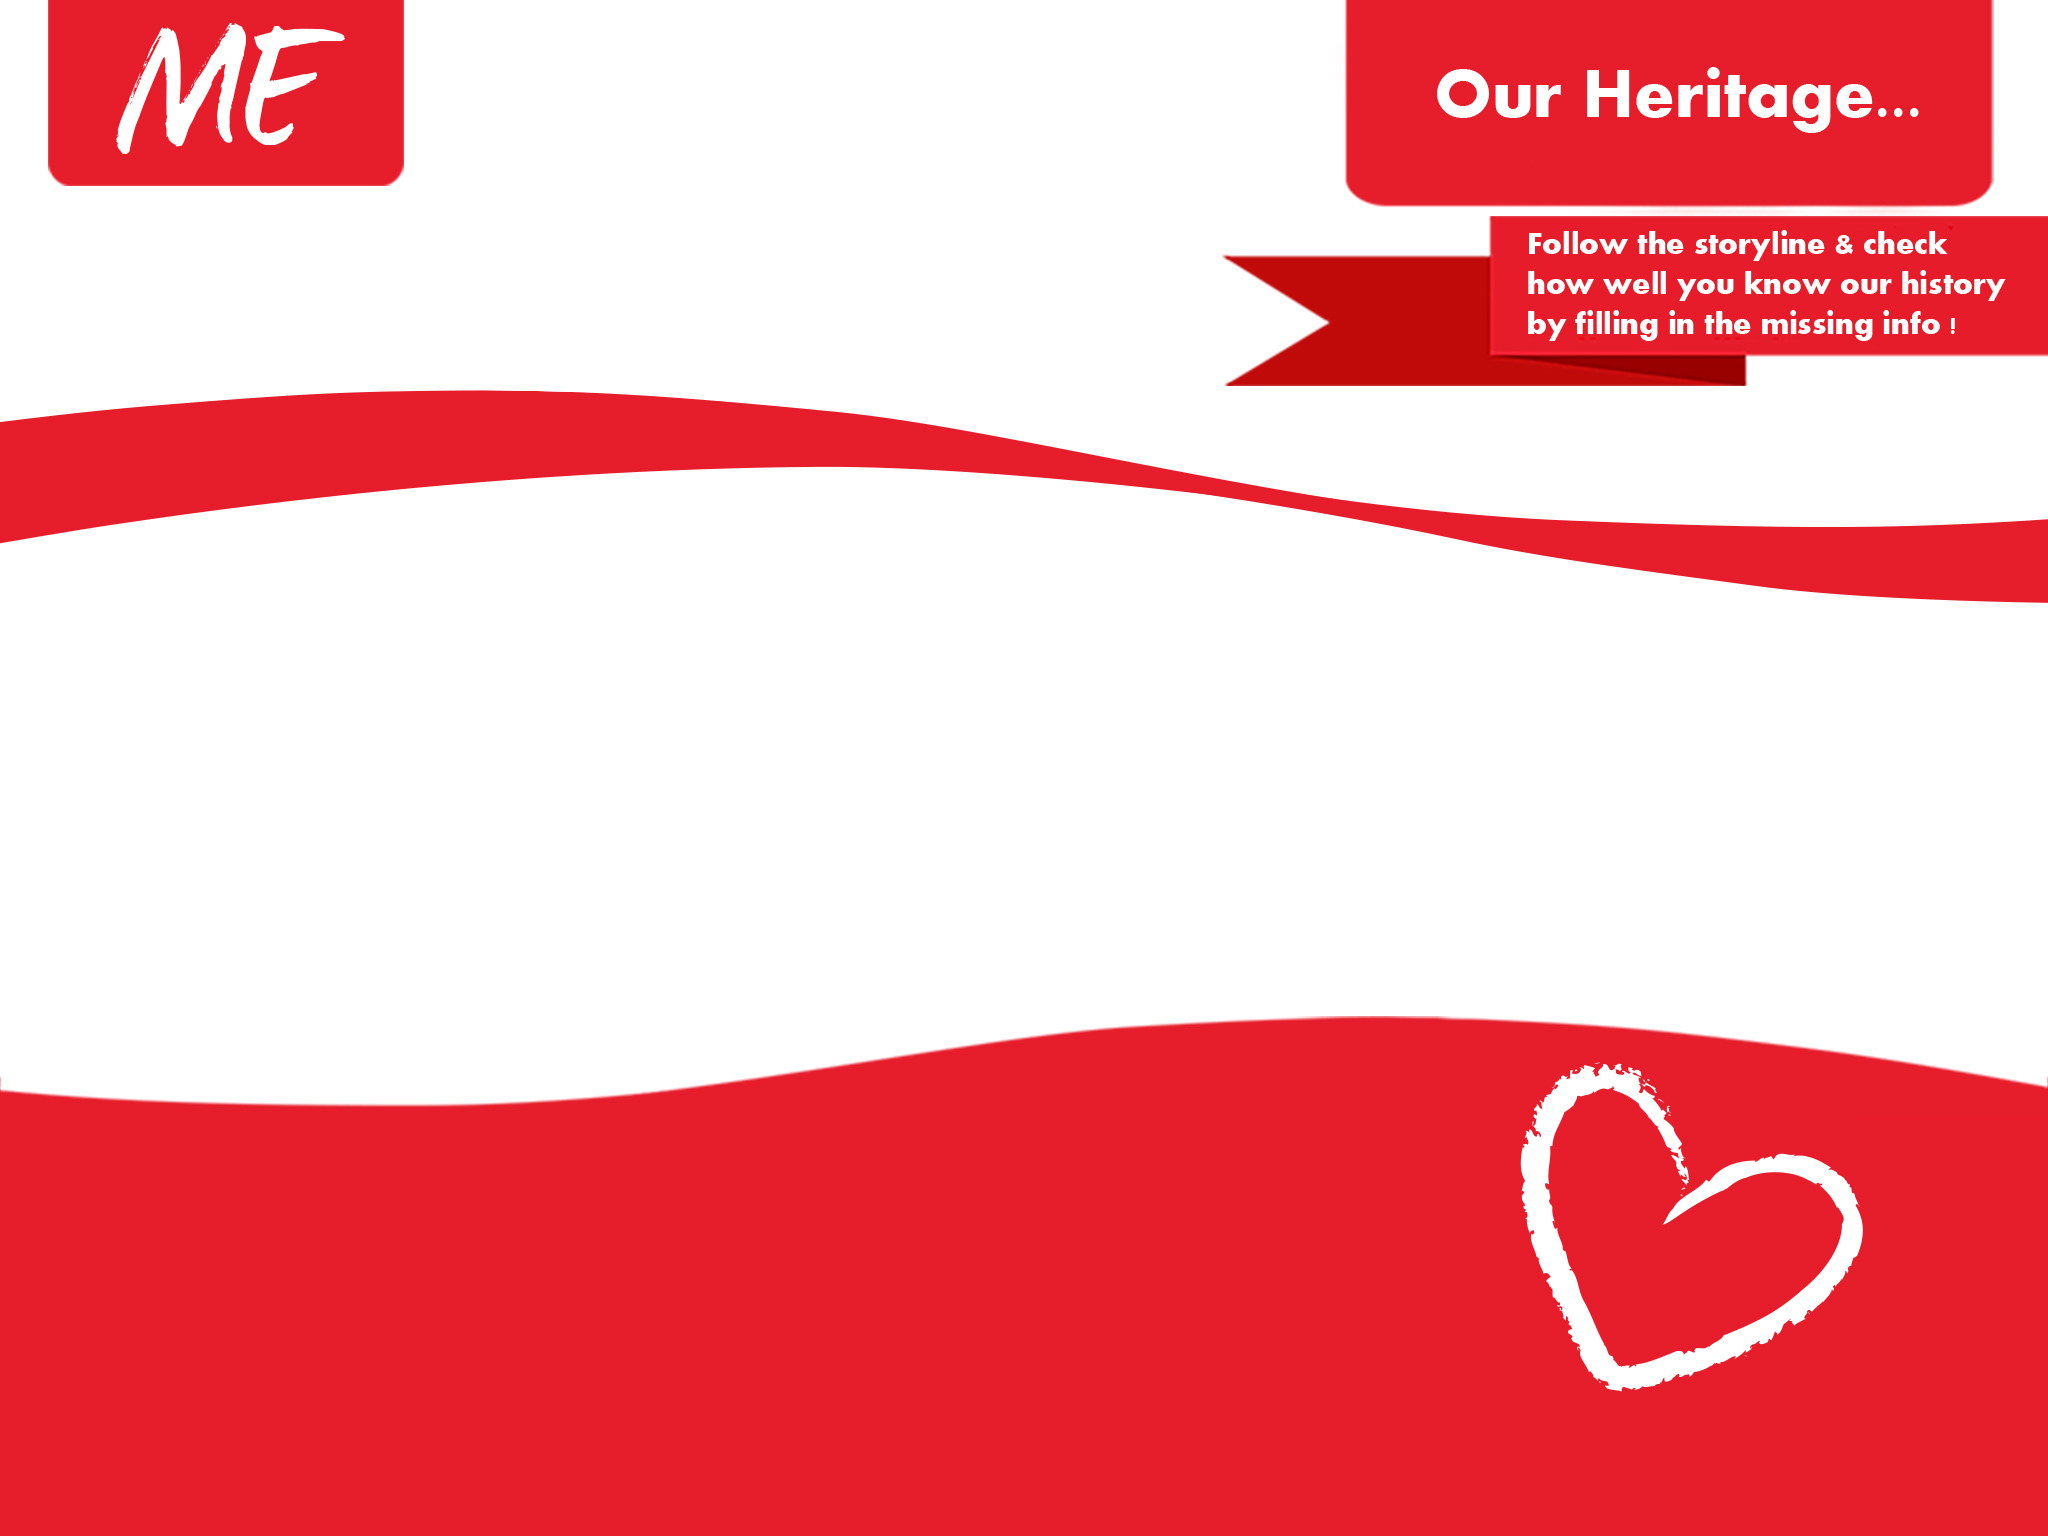 ME
Our Heritage...
Follow the storyline & check
how well you know our history
by filling in the missing info !